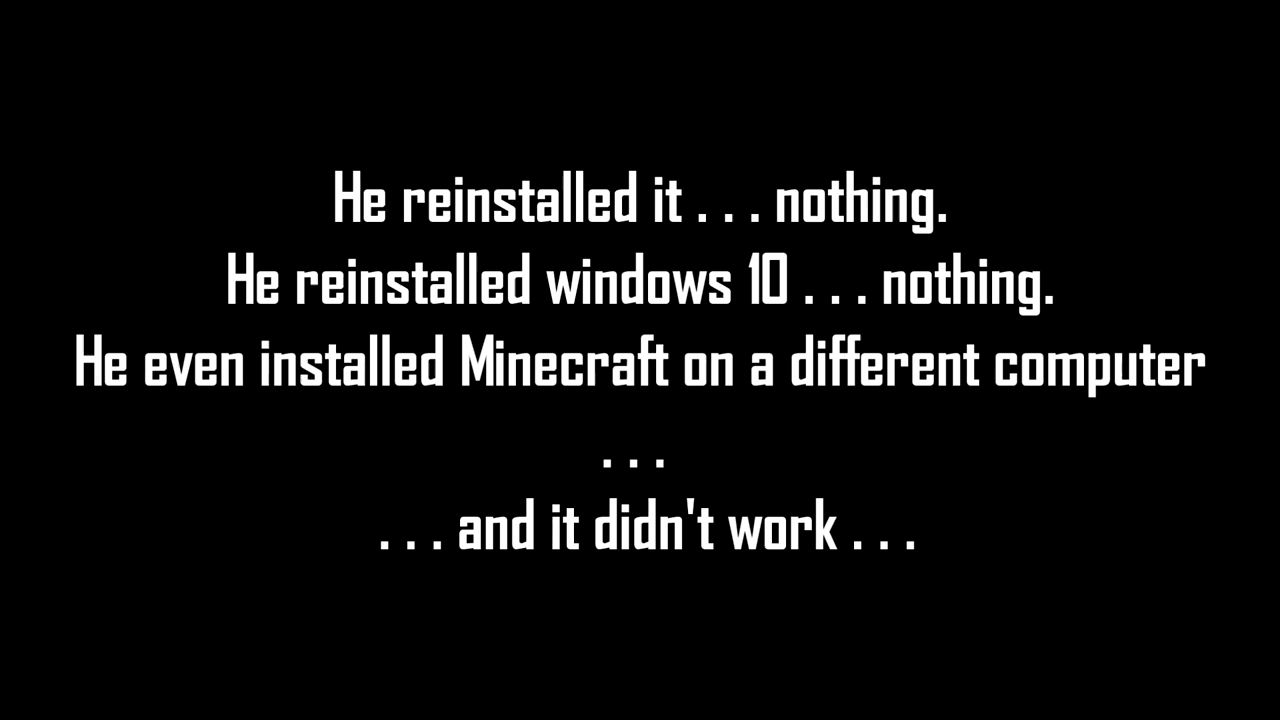 He reinstalled it . . . nothing.
He reinstalled windows 10 . . . nothing.
He even installed Minecraft on a different computer
. . .
. . . and it didn't work . . .